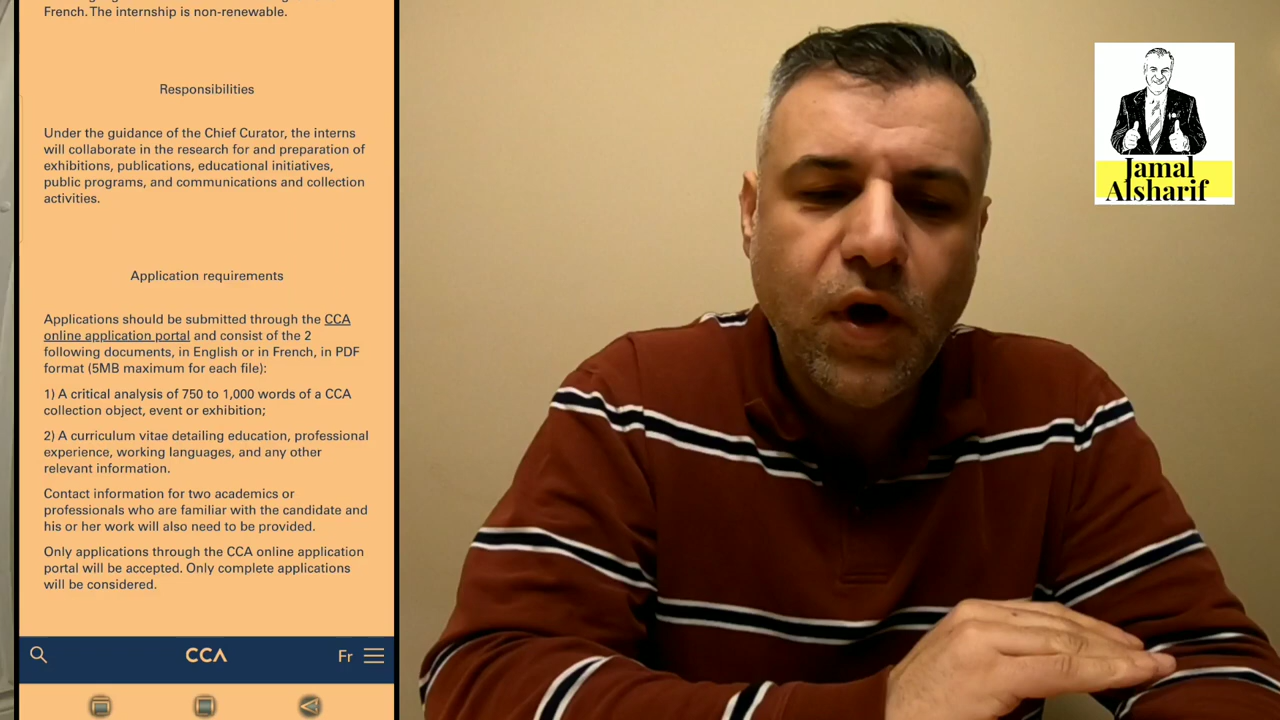 French. The internship is non-renewable.
Responsibilities
Under the guidance of the Chief Curator, the interns
will collaborate in the research for and preparation of
exhibitions, publications, educational initiatives,
public programs, and communications and collection
activities.
Application requirements
Applications should be submitted through the CCA
online application portal and consist of the 2
following documents, in English or in French, in PDF
format (5MB maximum for each file):
1) A critical analysis of 750 to 1,000 words of a CCA
collection object, event or exhibition;
2) A curriculum vitae detailing education, professional
experience, working languages, and any other
relevant information.
Contact information for two academics or
professionals who are familiar with the candidate and
his or her work will also need to be provided.
Only applications through the CCA online application
portal will be accepted. Only complete applications
will be considered.
CCA
Fr
Jamal
Alsharif